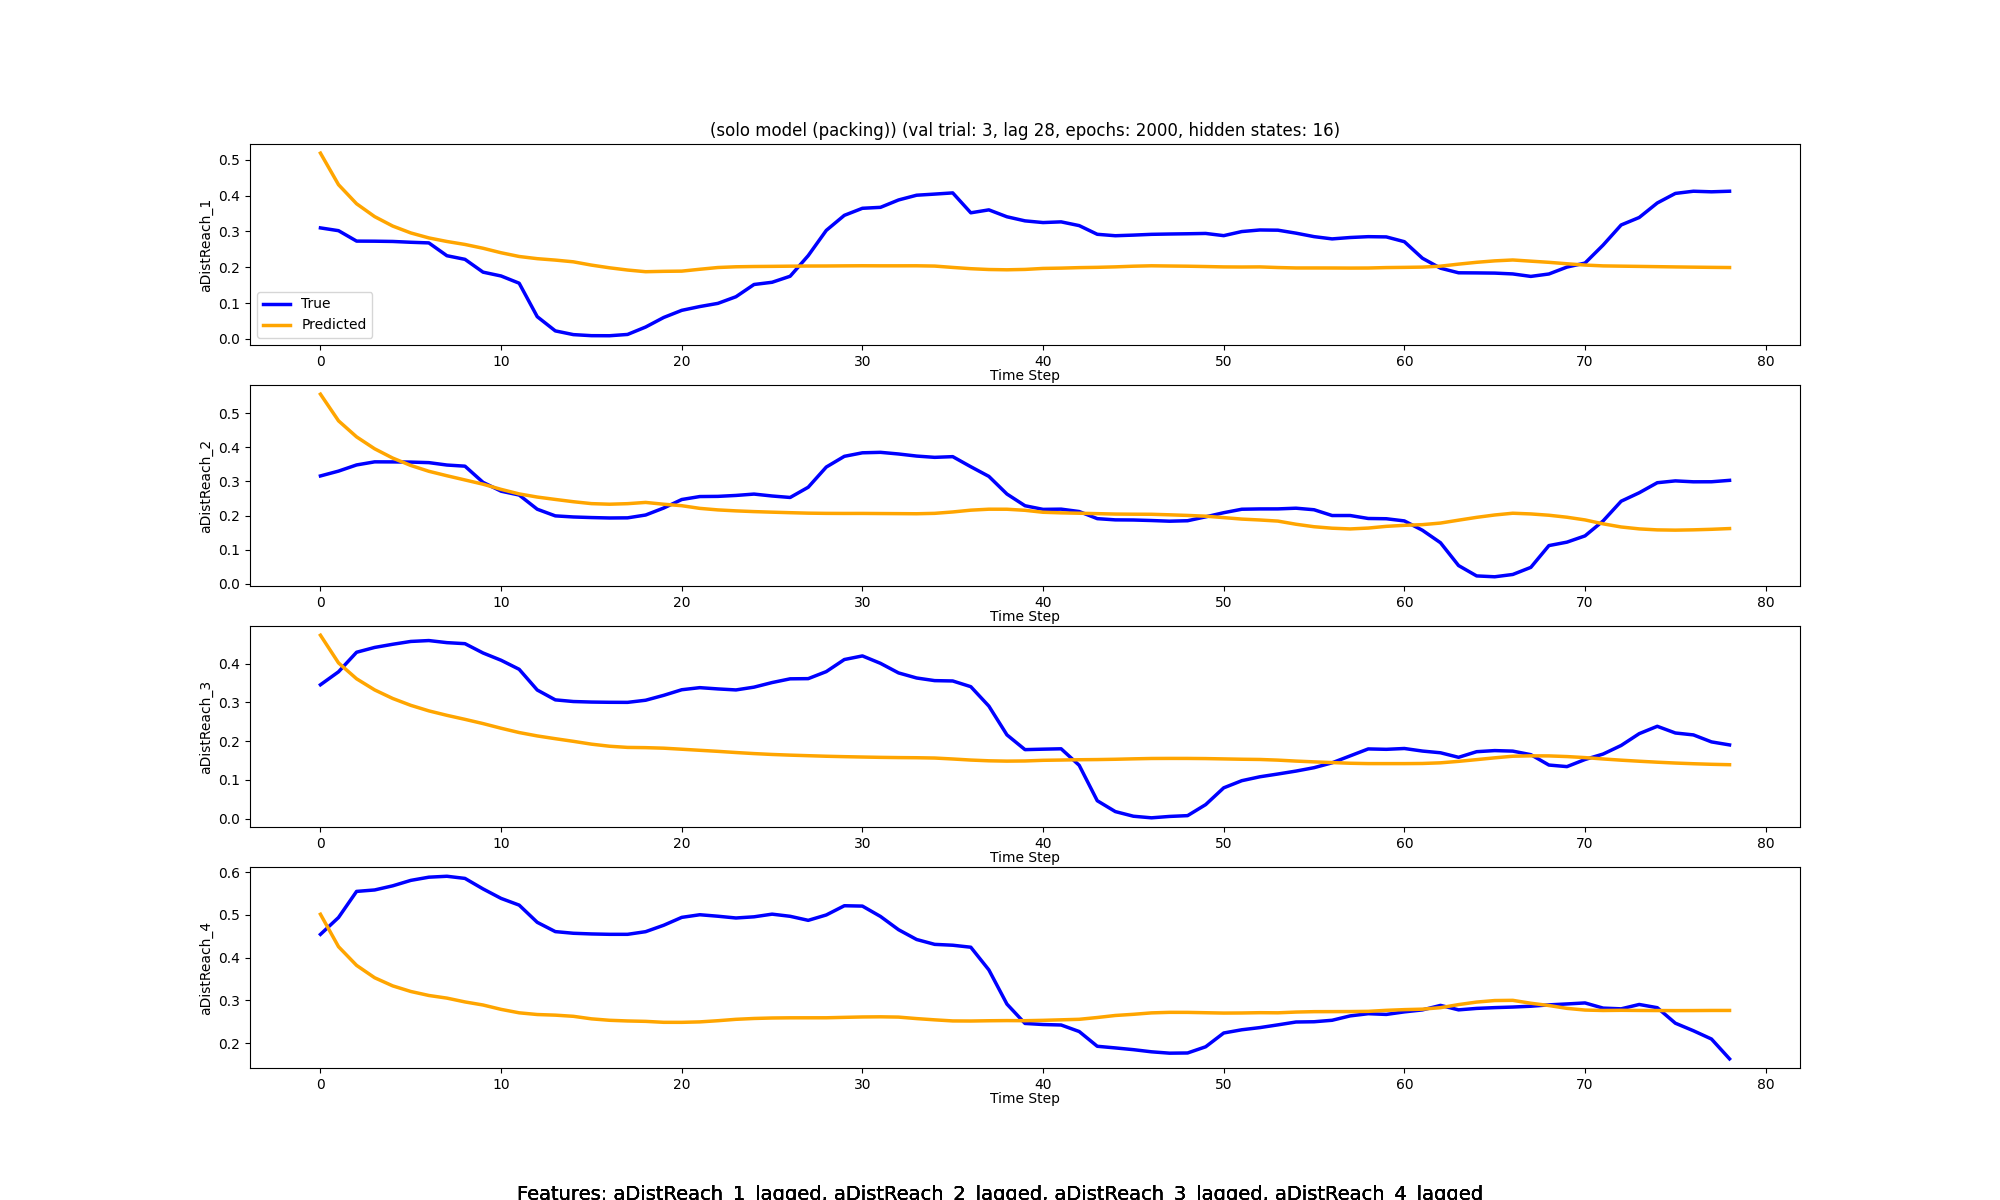 (solo model (packing)) (val trial: 3, lag 28, epochs: 2000, hidden states: 16)
aDistReach_1
0.5
0.4
0.3
0.2
0.1
0.0
True
Predicted
0 10 20 30 40 50 60 70 80
Time Step
aDistReach_2
0.5
0.4
0.3
0.2
0.1
0.0
0 10 20 30 40 50 60 70 80
Time Step
aDistReach_3
0.4
0.3
0.2
0.1
0.0
0 10 20 30 40 50 60 70 80
Time Step
aDistReach_4
0.6
0.5
0.4
0.3
0.2
0 10 20 30 40 50 60 70 80
Time Step
Features: aDistReach_1_lagged, aDistReach_2_lagged, aDistReach_3_lagged, aDistReach_4_lagged